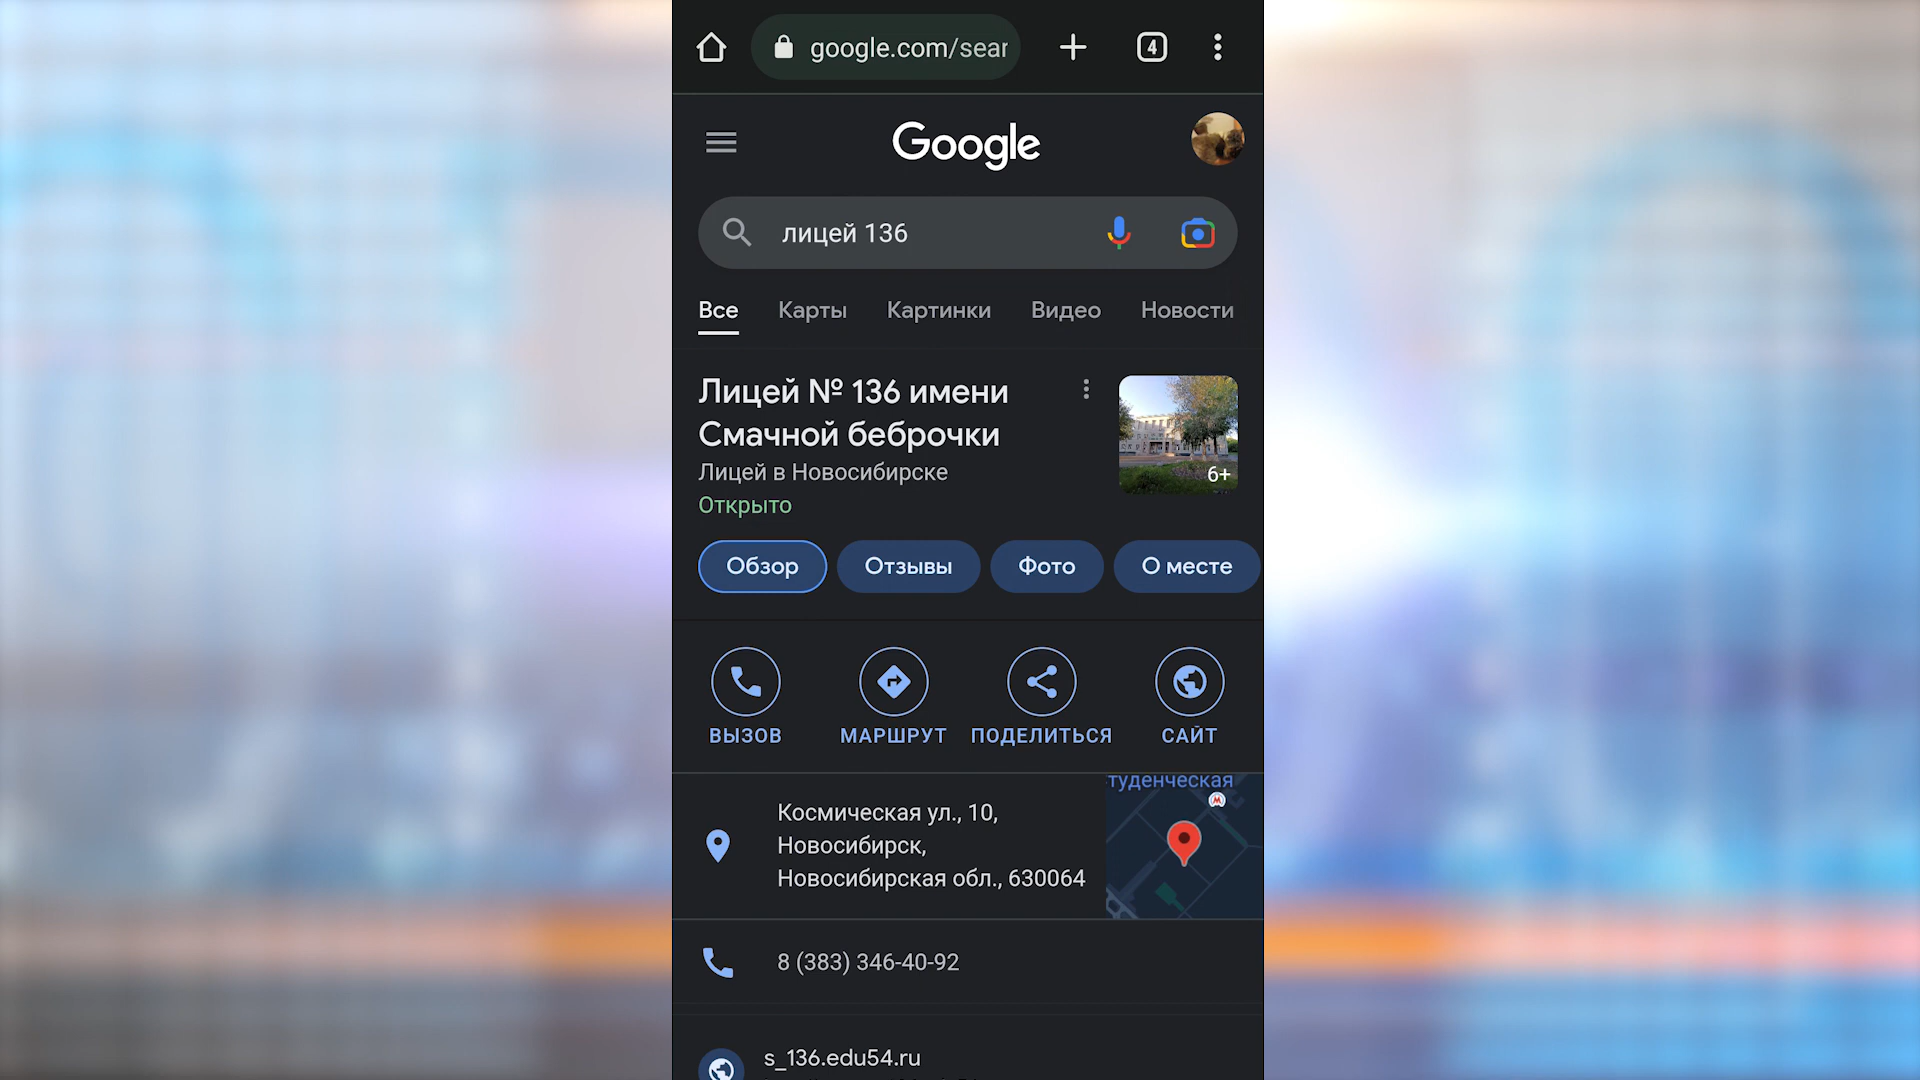 google.com/sear
4
Google
лицей 136
Все Карты Картинки Видео Новости
Лицей № 136 имени
Смачной беброчки
Лицей в Новосибирске
Открыто
6+
Обзор Отзывы Фото О месте
ВЫЗОВ МАРШРУТ ПОДЕЛИТЬСЯ САЙТ
туденческая
М
Космическая ул., 10,
Новосибирск,
Новосибирская обл., 630064
8 (383) 346-40-92
s_136.edu54.ru